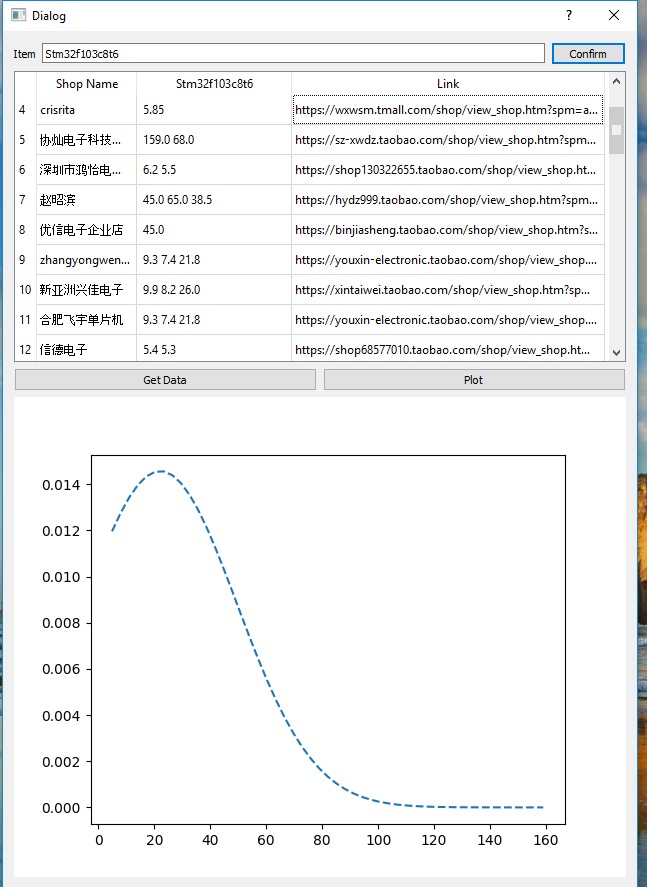 Dialog
Item Stm32f103c8t6 Confirm
Shop Name Stm32f103c8t6 Link
4 crisrita 5.85 https://wxwsm.tmall.com/shop/view_shop.htm?spm=a...
5 协灿电子科技... 159.0 68.0 https://sz-xwdz.taobao.com/shop/view_shop.htm?spm...
6 深圳市鸿怡电... 6.2 5.5 https://shop130322655.taobao.com/shop/view_shop.ht...
7 赵昭滨 45.0 65.0 38.5 https://hydz999.taobao.com/shop/view_shop.htm?spm...
8 优信电子企业店 45.0 https://binjiasheng.taobao.com/shop/view_shop.htm?s...
9 zhangyongwen... 9.3 7.4 21.8 https://youxin-electronic.taobao.com/shop/view_shop....
10 新亚洲兴佳电子 9.9 8.2 26.0 https://xintaiwei.taobao.com/shop/view_shop.htm?sp...
11 合肥飞宇单片机 9.3 7.4 21.8 https://youxin-electronic.taobao.com/shop/view_shop....
12 信德电子 5.4 5.3 https://shop68577010.taobao.com/shop/view_shop.ht...
Get Data Plot
0.014
0.012
0.010
0.008
0.006
0.004
0.002
0.000
0 20 40 60 80 100 120 140 160